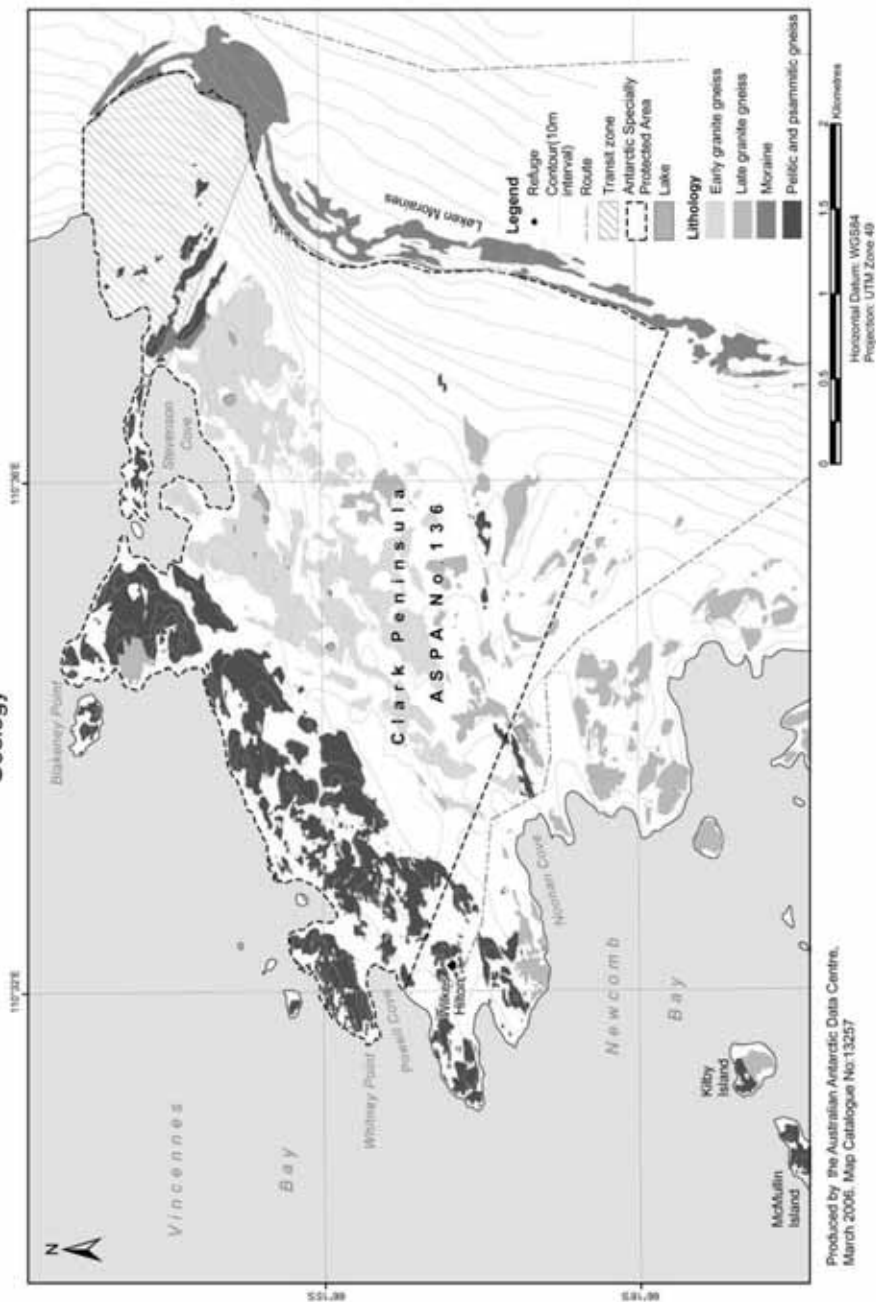 Geology
110°32'E
110°36'E
Vincennes
Bay
Blakeney Point
Stevenson
Cove
Whitney Point
Powell Cove
Clark Peninsula
ASPA No. 136
Løken Moraines
Wilkes
Hilton
Noonan Cove
Newcomb
Bay
Kilby
Island
McMullin
Island
N
Legend
Refuge
Contour(10m
interval)
Route
Transit zone
Antarctic Specially
Protected Area
Lake
Lithology
Early granite gneiss
Late granite gneiss
Moraine
Pelitic and psammitic gneiss
0
0.5
1
1.5
2
Kilometres
Horizontal Datum: WGS84
Projection: UTM Zone 49
Produced by the Australian Antarctic Data Centre,
March 2006. Map Catalogue No:13257